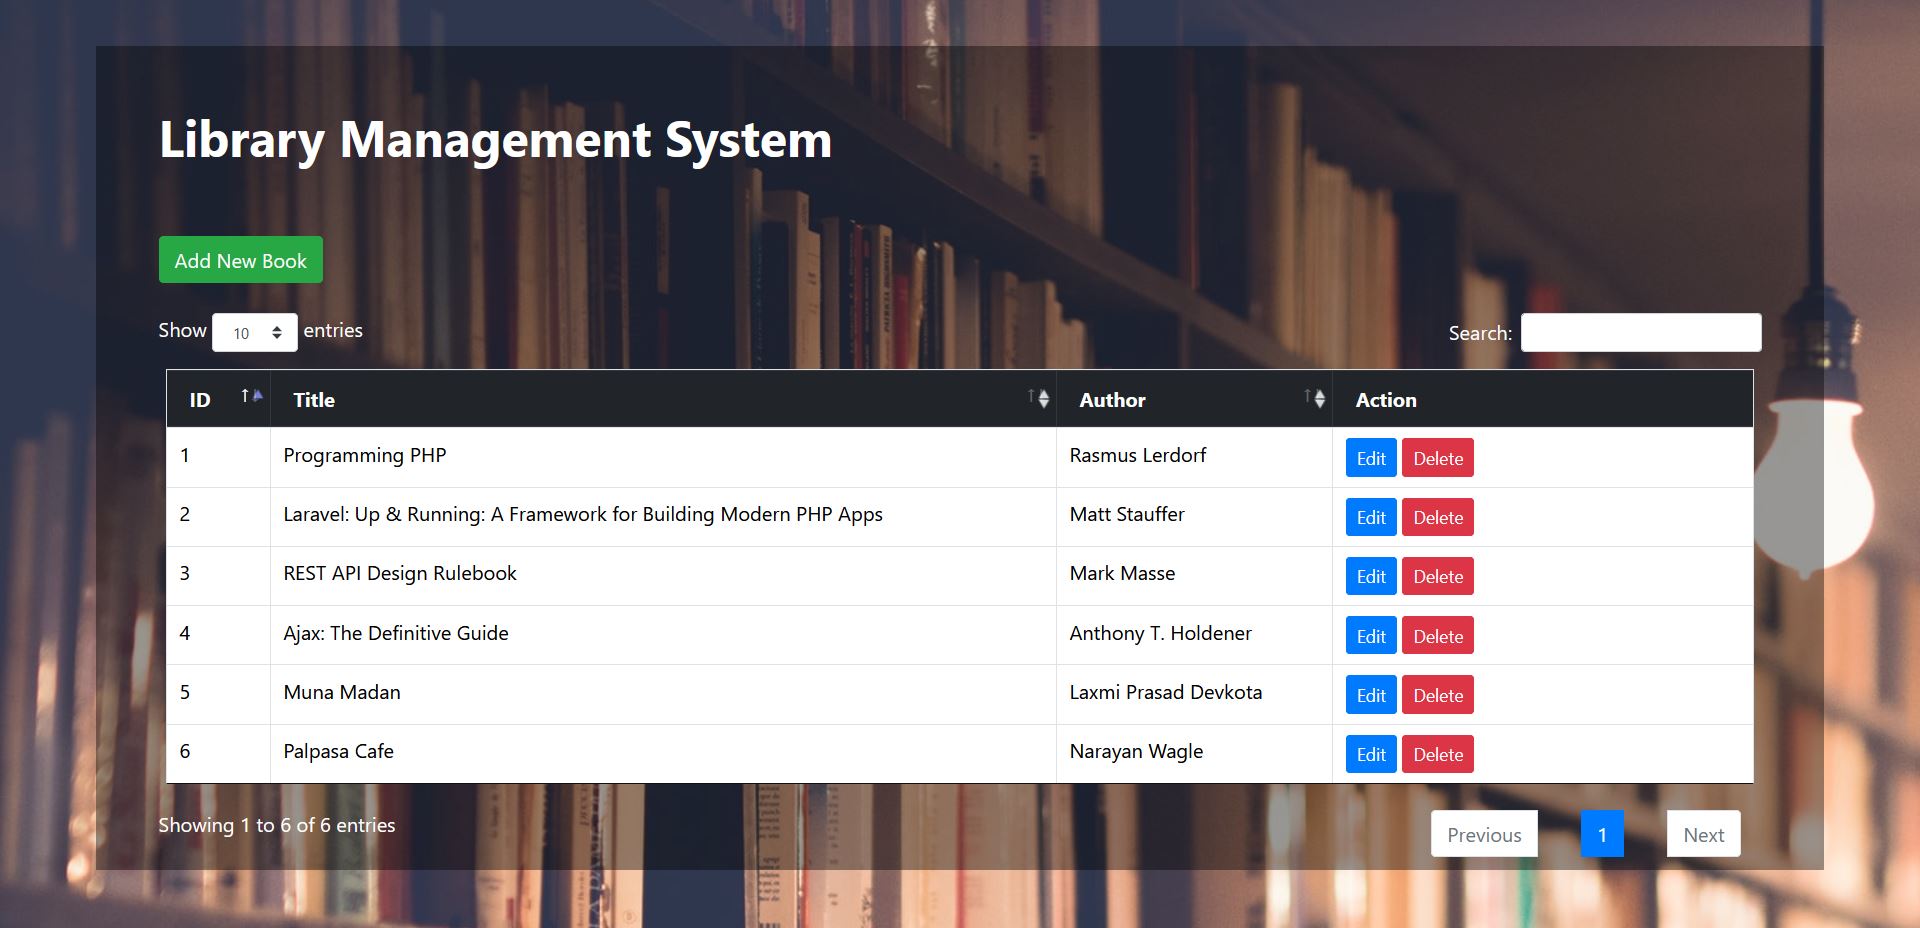 Library Management System
Add New Book
Show 10 entries
Search:
ID Title Author Action
1 Programming PHP Rasmus Lerdorf Edit Delete
2 Laravel: Up & Running: A Framework for Building Modern PHP Apps Matt Stauffer Edit Delete
3 REST API Design Rulebook Mark Masse Edit Delete
4 Ajax: The Definitive Guide Anthony T. Holdener Edit Delete
5 Muna Madan Laxmi Prasad Devkota Edit Delete
6 Palpasa Cafe Narayan Wagle Edit Delete
Showing 1 to 6 of 6 entries
Previous 1 Next